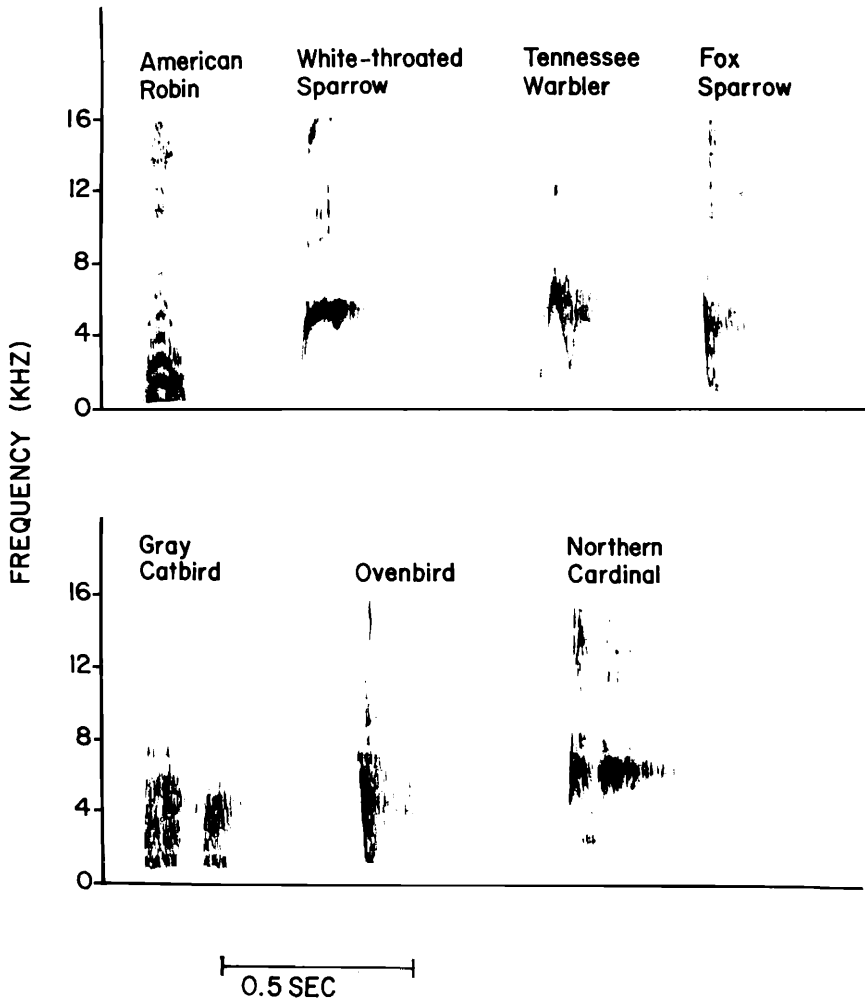 American
Robin
White-throated
Sparrow
Tennessee
Warbler
Fox
Sparrow
16
12
8
4
0
FREQUENCY (KHZ)
Gray
Catbird
Ovenbird
Northern
Cardinal
16
12
8
4
0
0.5 SEC